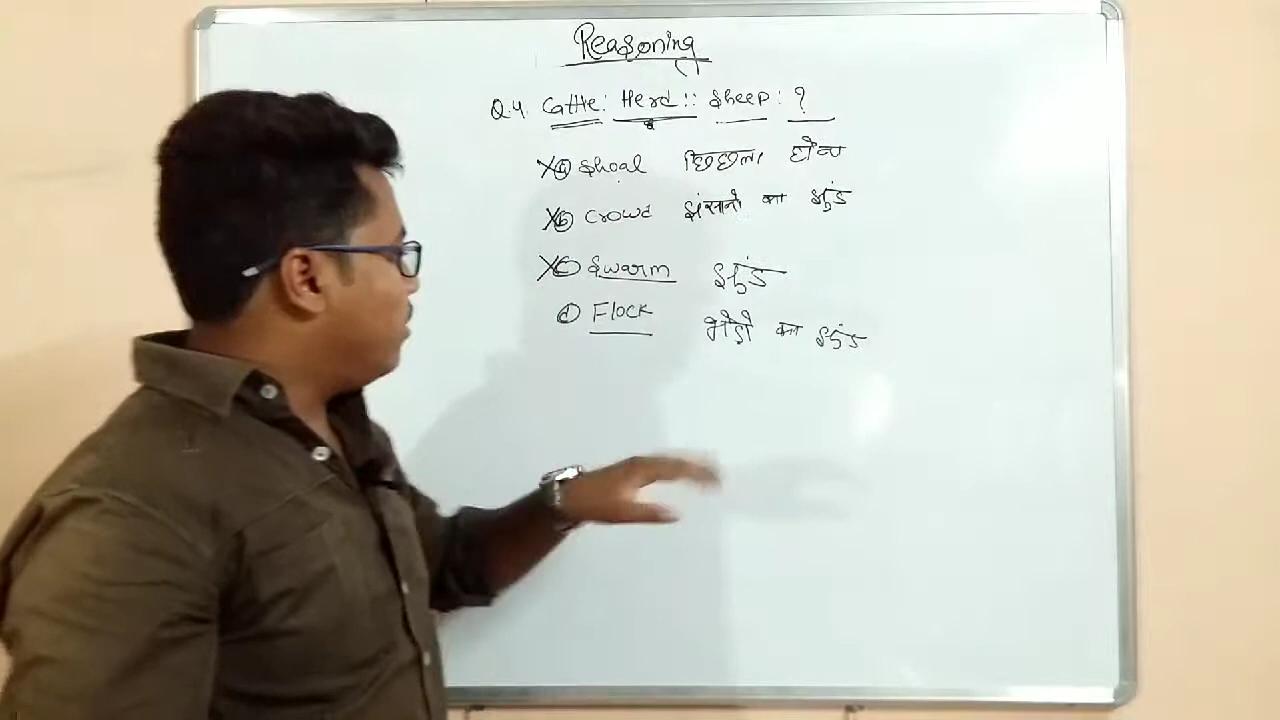 Reasoning
Q.4. Cattle: Herd:: Sheep: ?
(a) Shoal छिछला
(b) Crowd इंसानो का झुंड
(c) Swarm झुंड
(d) Flock भेड़ो का झुंड